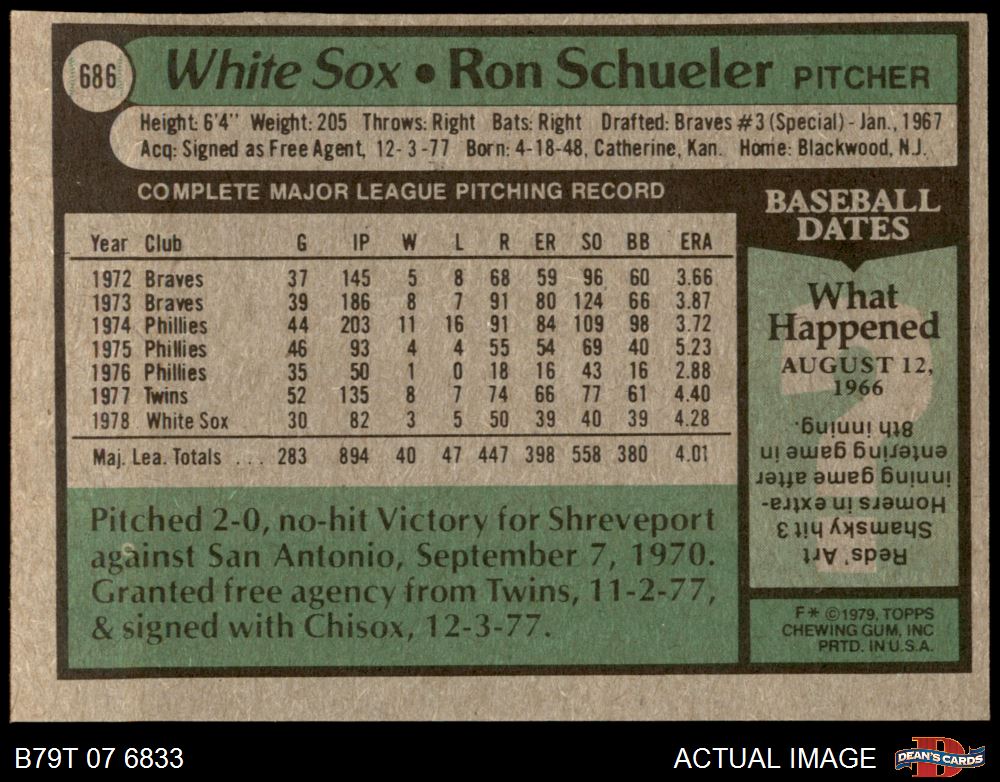 686
White Sox • Ron Schueler PITCHER
Height: 6'4" Weight: 205 Throws: Right Bats: Right Drafted: Braves #3 (Special) - Jan., 1967
Acq: Signed as Free Agent, 12-3-77 Born: 4-18-48, Catherine, Kan. Home: Blackwood, N.J.
COMPLETE MAJOR LEAGUE PITCHING RECORD
Year Club G IP W L R ER SO BB ERA
1972 Braves 37 145 5 8 68 59 96 60 3.66
1973 Braves 39 186 8 7 91 80 124 66 3.87
1974 Phillies 44 203 11 16 91 84 109 98 3.72
1975 Phillies 46 93 4 4 55 54 69 40 5.23
1976 Phillies 35 50 1 0 18 16 43 16 2.88
1977 Twins 52 135 8 7 74 66 77 61 4.40
1978 White Sox 30 82 3 5 50 39 40 39 4.28
Maj. Lea. Totals ... 283 894 40 47 447 398 558 380 4.01
Pitched 2-0, no-hit Victory for Shreveport
against San Antonio, September 7, 1970.
Granted free agency from Twins, 11-2-77,
& signed with Chisox, 12-3-77.
BASEBALL
DATES
What
Happened
AUGUST 12,
1966
Reds' Art
Shamsky hit 3
Homers in extra-
inning game after
entering game in
8th inning.
F* ©1979, TOPPS
CHEWING GUM, INC
PRTD. IN U.S.A.
B79T 07 6833
ACTUAL IMAGE
D
DEAN'S CARDS